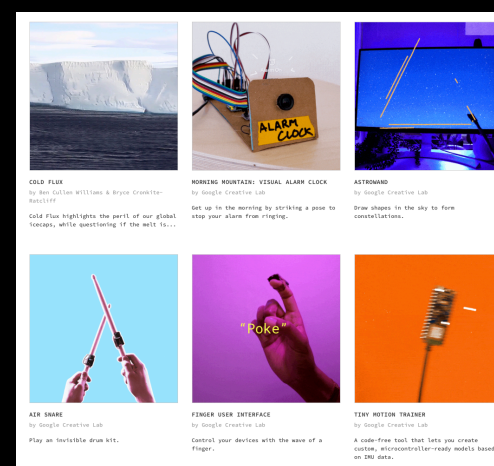 ALARM
CLOCK
COLD FLUX
by Ben Cullen Williams & Bryce Cronkite-
Ratcliff
Cold Flux highlights the peril of our global
icecaps, while questioning if the melt is...
MORNING MOUNTAIN: VISUAL ALARM CLOCK
by Google Creative Lab
Get up in the morning by striking a pose to
stop your alarm from ringing.
ASTROWAND
by Google Creative Lab
Draw shapes in the sky to form
constellations.
"Poke"
AIR SNARE
by Google Creative Lab
Play an invisible drum kit.
FINGER USER INTERFACE
by Google Creative Lab
Control your devices with the wave of a
finger.
TINY MOTION TRAINER
by Google Creative Lab
A code-free tool that lets you create
custom, microcontroller-ready models based
on IMU data.